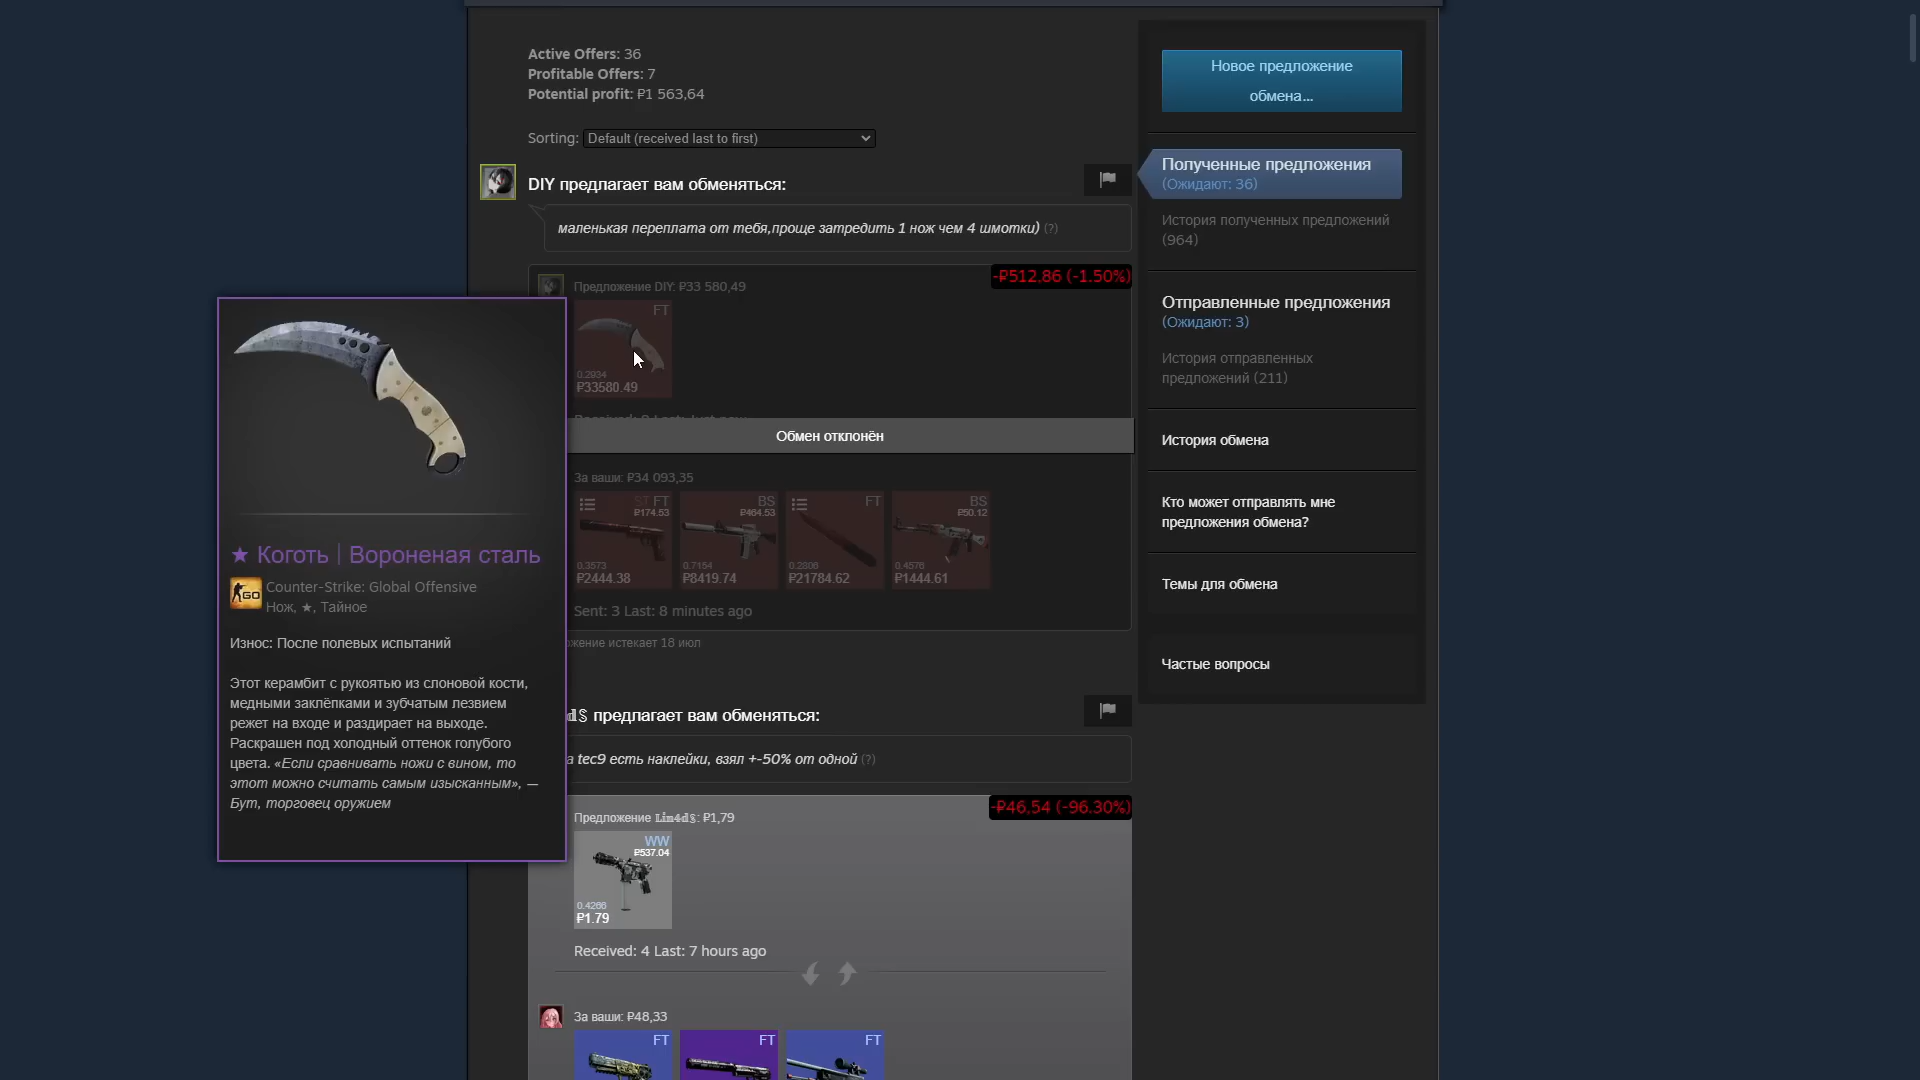 Active Offers: 36
Profitable Offers: 7
Potential profit: ₽1 563,64
Sorting: Default (received last to first)
DIY предлагает вам обменяться:
маленькая переплата от тебя,проще затредить 1 нож чем 4 шмотки) (?)
-₽512,86 (-1.50%)
Предложение DIY: ₽33 580,49
FT
0.2934
₽33580.49
Обмен отклонён
За ваши: ₽34 093,35
ST FT
₽174.53
0.3573
₽2444.38
BS
₽464.53
0.7154
₽8419.74
FT
0.2806
₽21784.62
BS
₽50.12
0.4576
₽1444.61
Sent: 3 Last: 8 minutes ago
жение истекает 18 июл
★ Коготь | Вороненая сталь
GO
Counter-Strike: Global Offensive
Нож, ★, Тайное
Износ: После полевых испытаний
Этот керамбит с рукоятью из слоновой кости,
медными заклёпками и зубчатым лезвием
режет на входе и раздирает на выходе.
Раскрашен под холодный оттенок голубого
цвета. «Если сравнивать ножи с вином, то
этот можно считать самым изысканным», —
Бут, торговец оружием
𝕕$ предлагает вам обменяться:
а tec9 есть наклейки, взял +-50% от одной (?)
-₽46,54 (-96.30%)
Предложение 𝕃𝕚𝕟𝟜𝕕$: ₽1,79
WW
₽537.04
0.4266
₽1.79
Received: 4 Last: 7 hours ago
За ваши: ₽48,33
FT
FT
FT
Новое предложение
обмена...
Полученные предложения
(Ожидают: 36)
История полученных предложений
(964)
Отправленные предложения
(Ожидают: 3)
История отправленных
предложений (211)
История обмена
Кто может отправлять мне
предложения обмена?
Темы для обмена
Частые вопросы